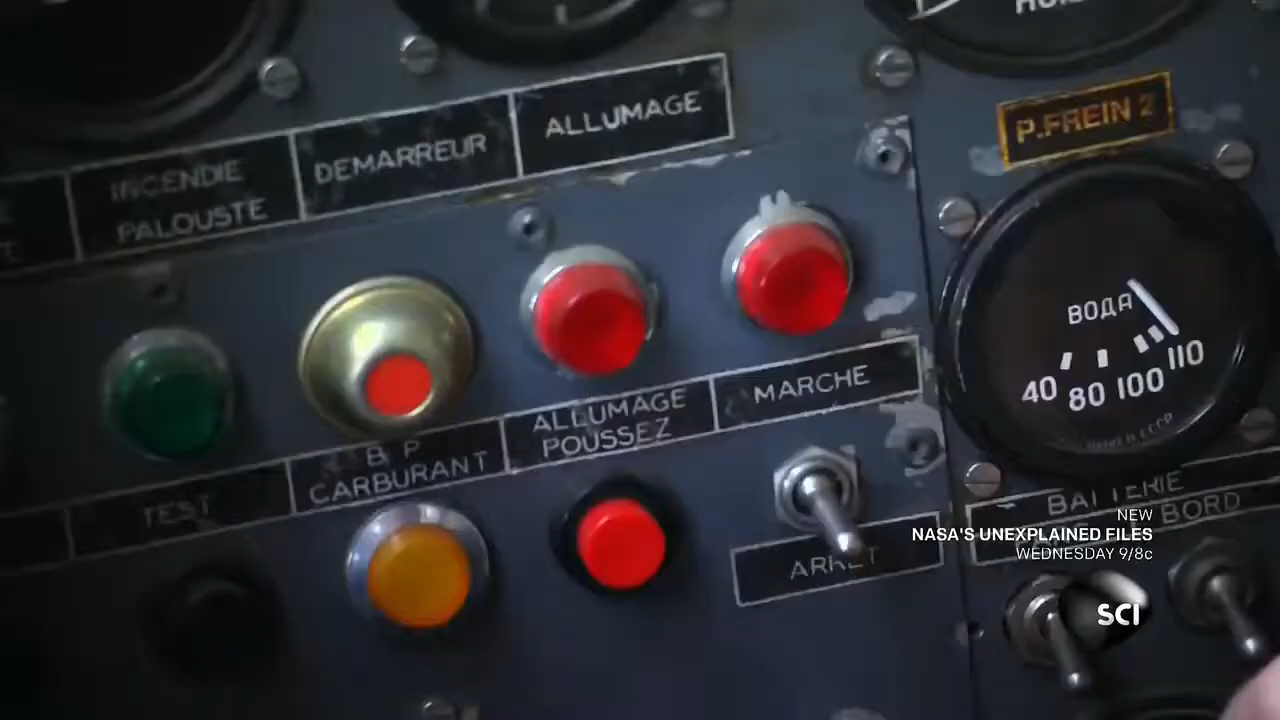 ALLUMAGE
DEMARREUR
INCENDIE
PALOUSTE
P.FREIN 2
ВОДА
40 80 100 110
MARCHE
ALLUMAGE
POUSSEZ
B P
CARBURANT
TEST
ARRET
BATTERIE
BORD
NEW
NASA'S UNEXPLAINED FILES
WEDNESDAY 9/8c
SCI